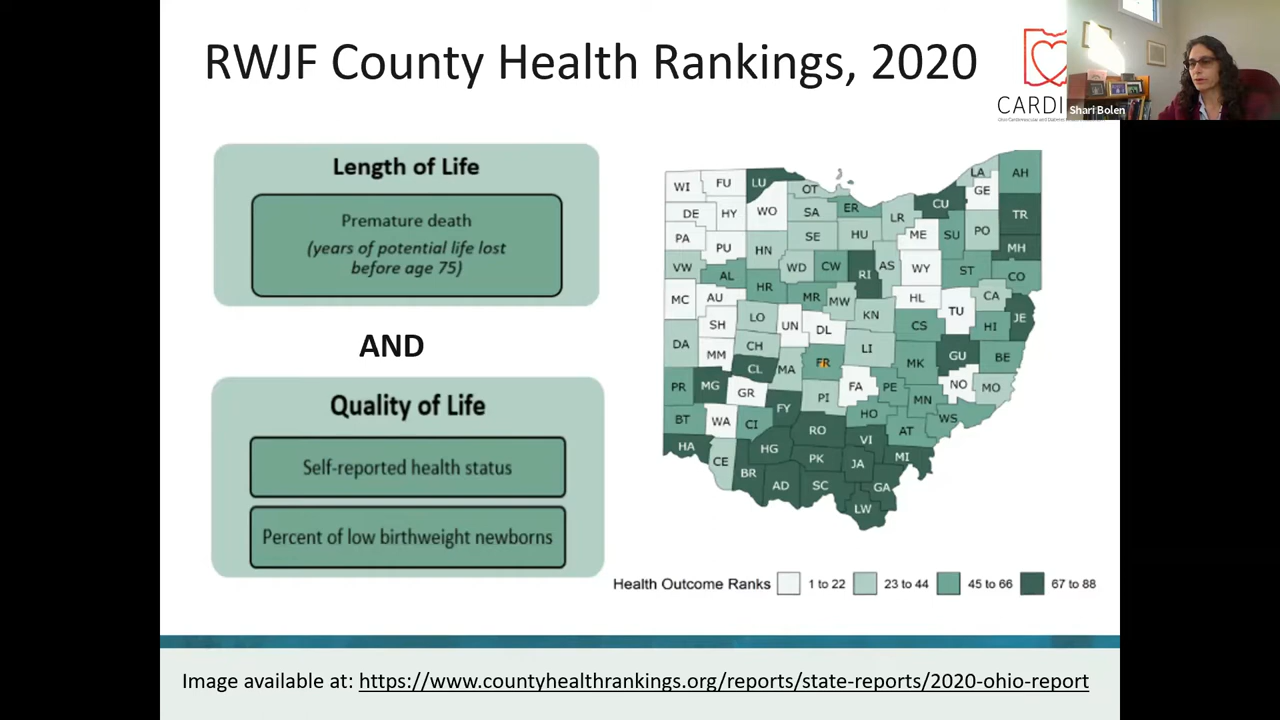 RWJF County Health Rankings, 2020
CARDI
Shari Bolen
Length of Life
Premature death
(years of potential life lost
before age 75)
AND
Quality of Life
Self-reported health status
Percent of low birthweight newborns
WI FU LU OT LA GE AH
DE HY WO SA ER LR CU TR
PA PU HN SE HU ME SU PO MH
VW AL WD CW RI AS WY ST CO
MC AU HR MR MW HL TU CA JE
SH LO UN DL KN CS HI
DA MM CH LI GU BE
CL MA FR MK
PR MG GR PI FA PE NO MO
BT WA CI FY HO MN WS
HA RO VI AT
CE HG PK JA MI
BR AD SC GA
LW
Health Outcome Ranks 1 to 22 23 to 44 45 to 66 67 to 88
Image available at: https://www.countyhealthrankings.org/reports/state-reports/2020-ohio-report